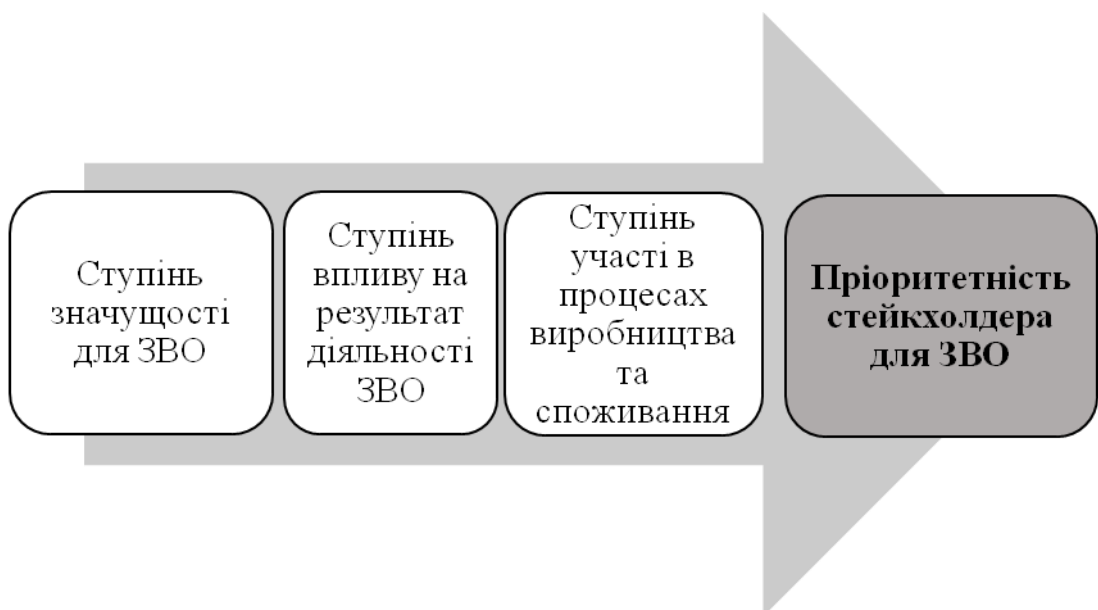 Ступінь
значущості
для ЗВО
Ступінь
впливу на
результат
діяльності
ЗВО
Ступінь
участі в
процесах
виробництва
та
споживання
Пріоритетність
стейкхолдера
для ЗВО